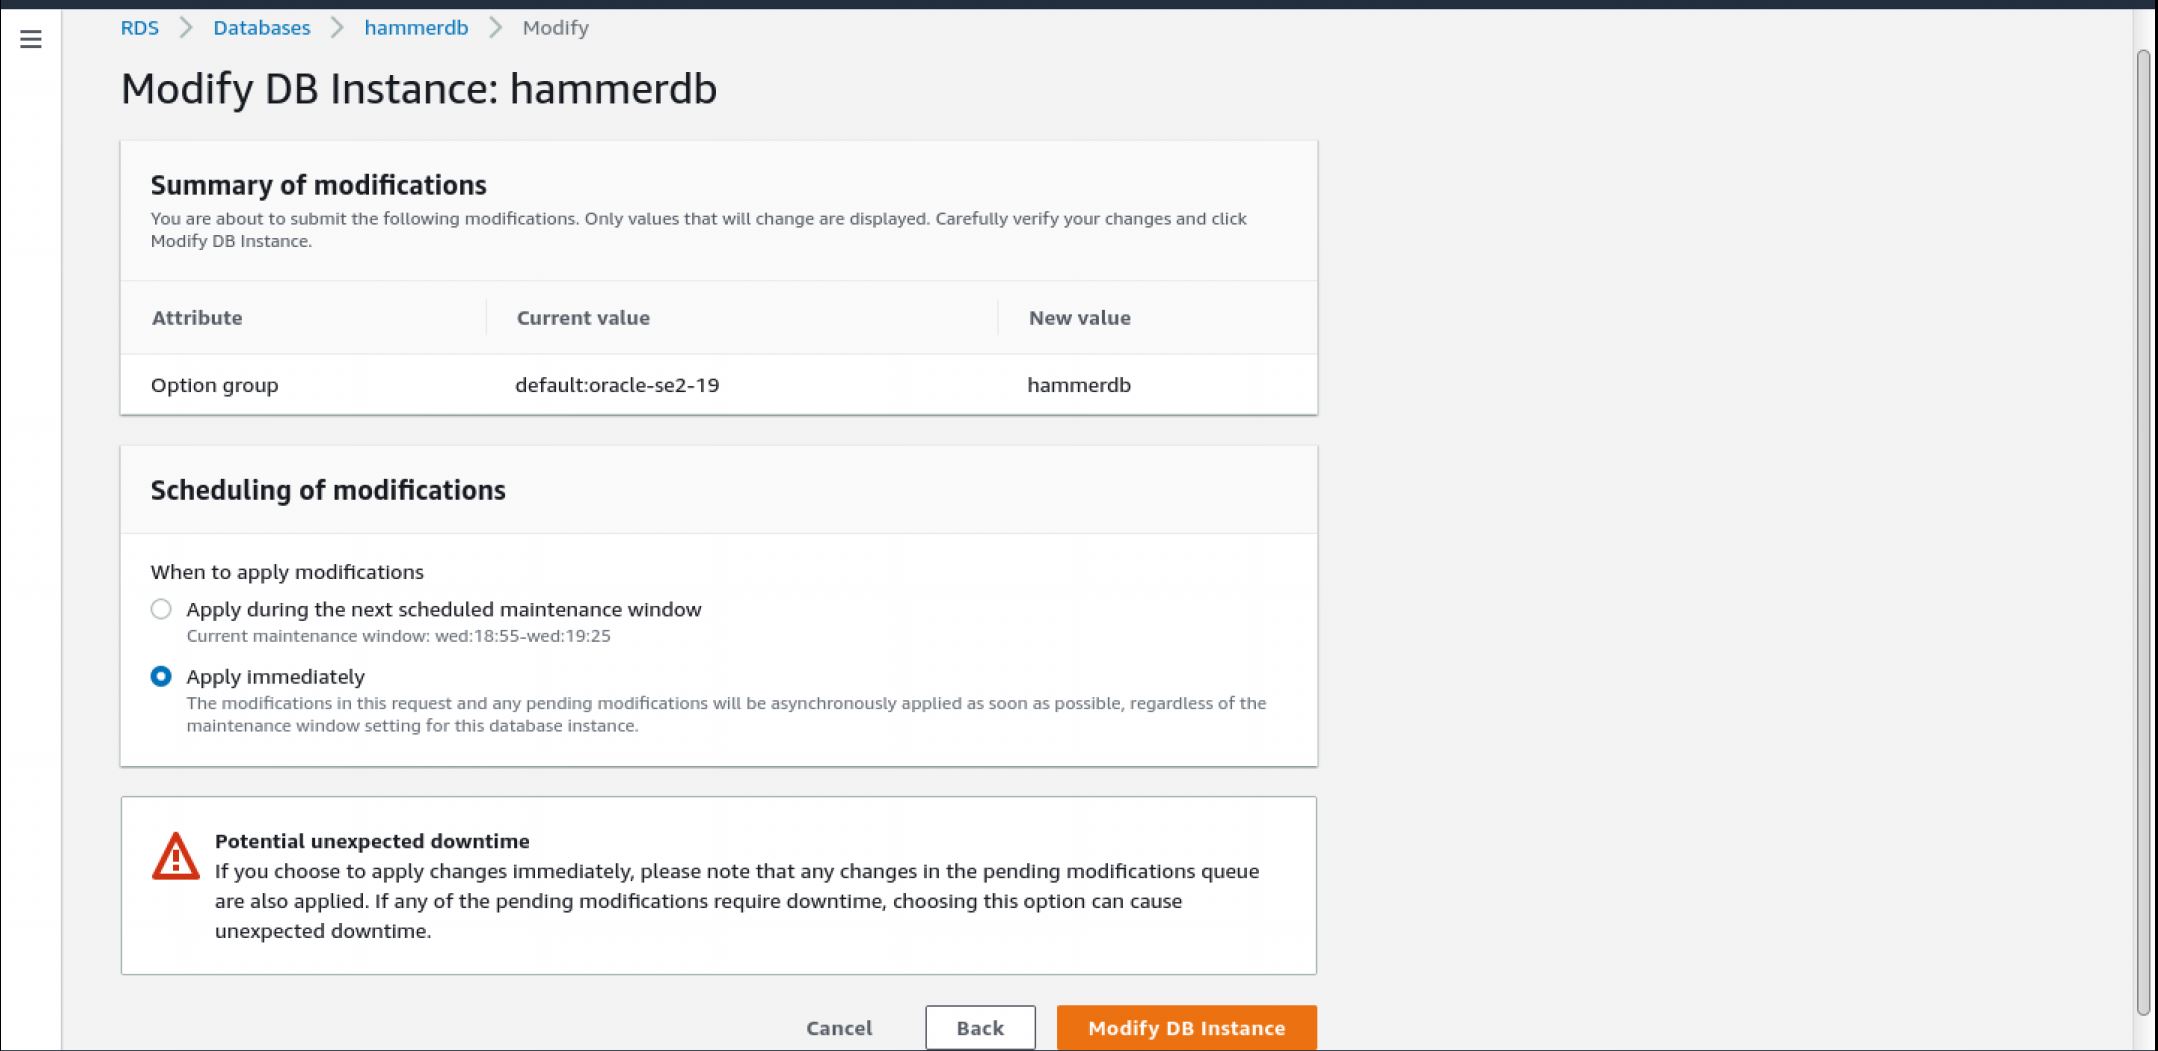 RDS > Databases > hammerdb > Modify
Modify DB Instance: hammerdb
Summary of modifications
You are about to submit the following modifications. Only values that will change are displayed. Carefully verify your changes and click
Modify DB Instance.
Attribute Current value New value
Option group default:oracle-se2-19 hammerdb
Scheduling of modifications
When to apply modifications
Apply during the next scheduled maintenance window
Current maintenance window: wed:18:55-wed:19:25
Apply immediately
The modifications in this request and any pending modifications will be asynchronously applied as soon as possible, regardless of the
maintenance window setting for this database instance.
Potential unexpected downtime
If you choose to apply changes immediately, please note that any changes in the pending modifications queue
are also applied. If any of the pending modifications require downtime, choosing this option can cause
unexpected downtime.
Cancel Back Modify DB Instance